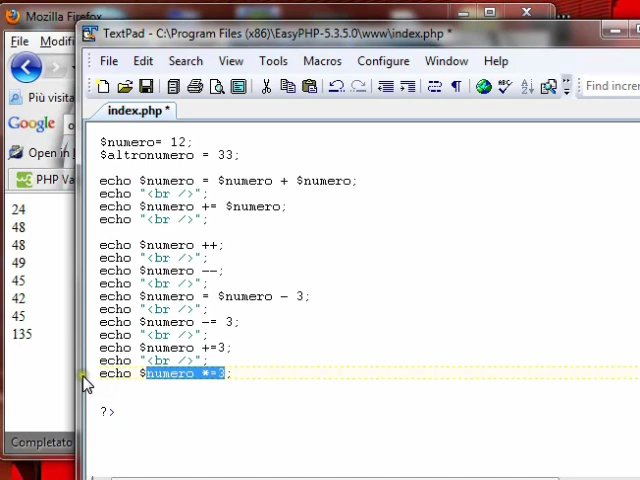 Mozilla Firefox
TextPad - C:\Program Files (x86)\EasyPHP-5.3.5.0\www\index.php *
File Modifi
File Edit Search View Tools Macros Configure Window Help
Find increr
Più visita
index.php *
Google
Open in
PHP Va
24
48
48
49
45
42
45
135
$numero= 12;
$altronumero = 33;
echo $numero = $numero + $numero;
echo "<br />";
echo $numero += $numero;
echo "<br />";
echo $numero ++;
echo "<br />";
echo $numero --;
echo "<br />";
echo $numero = $numero - 3;
echo "<br />";
echo $numero -= 3;
echo "<br />";
echo $numero +=3;
echo "<br />";
echo $numero *=3;
?>
Completato